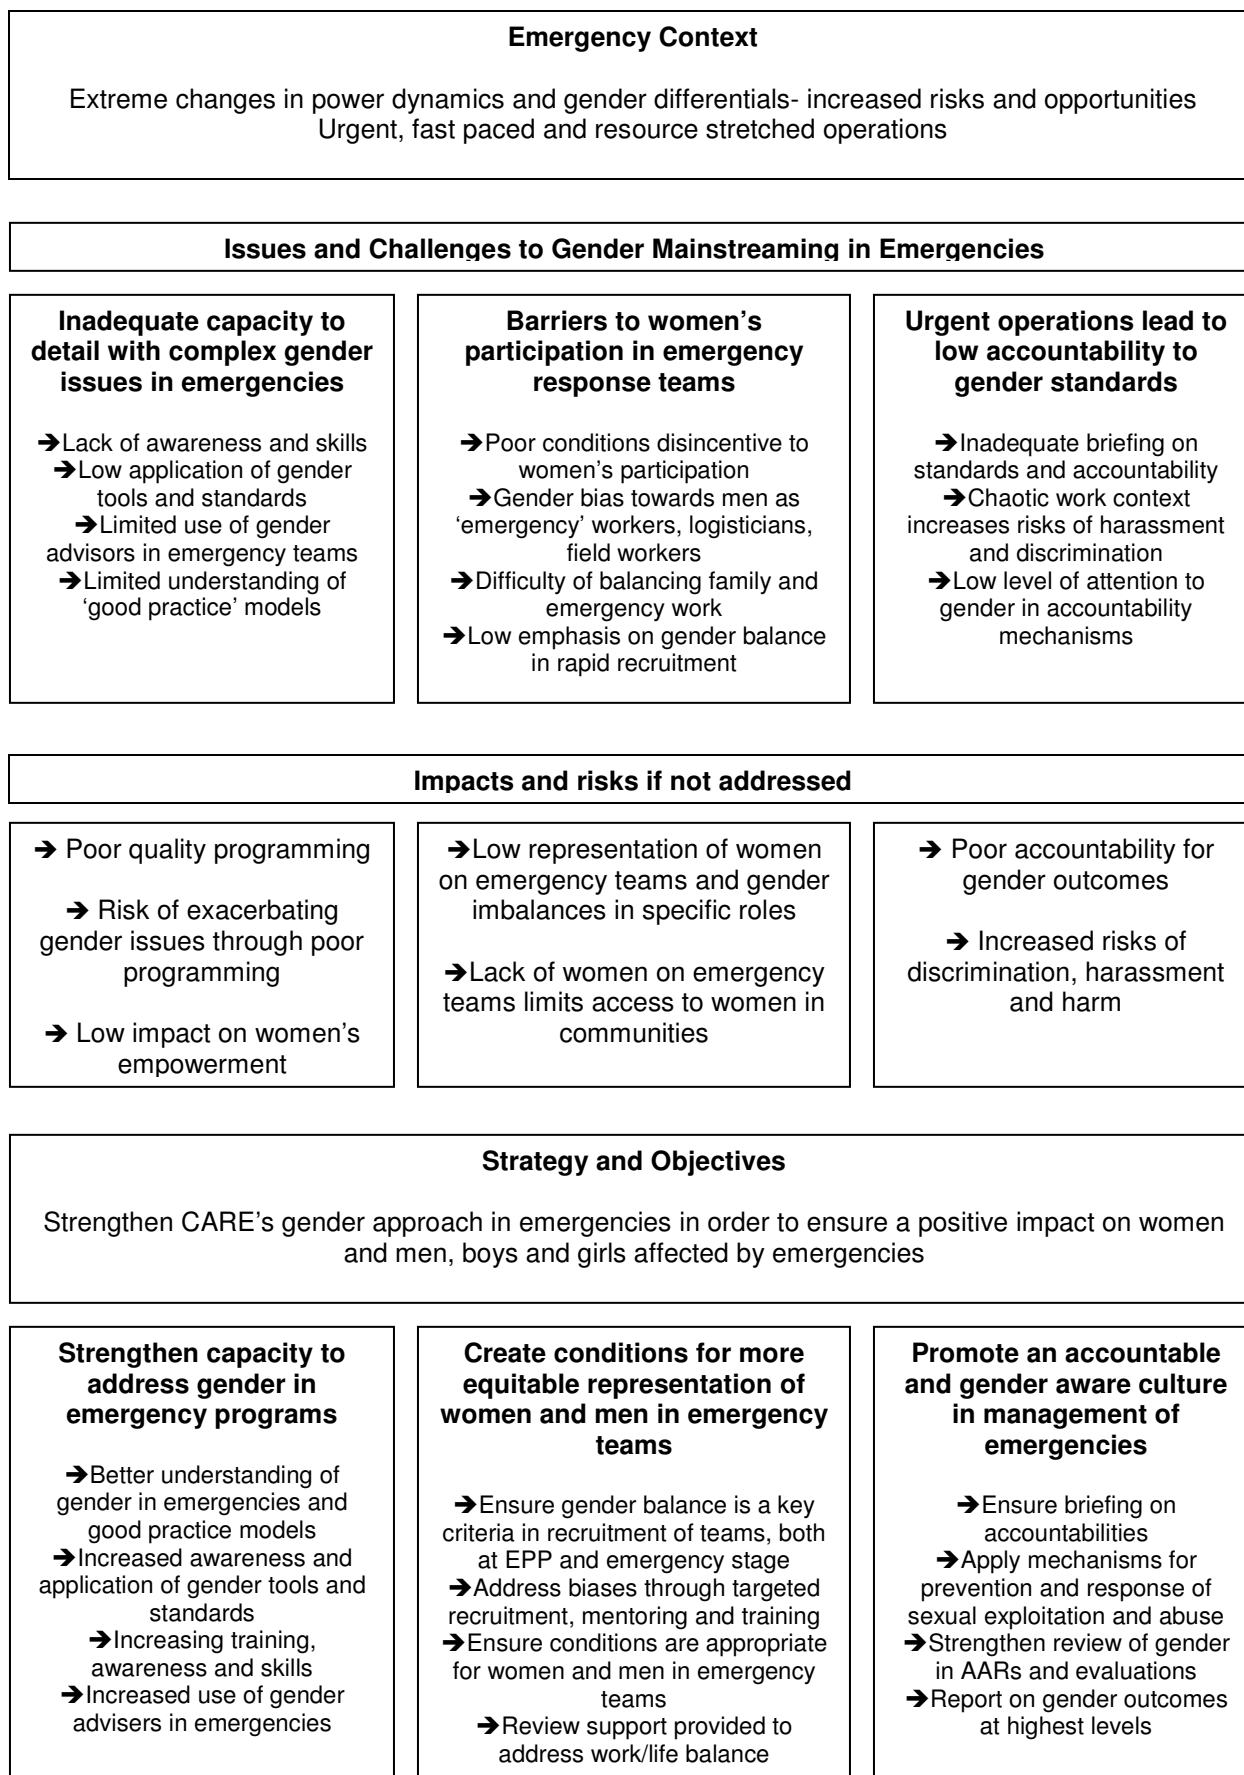 Emergency Context
Extreme changes in power dynamics and gender differentials- increased risks and opportunities
Urgent, fast paced and resource stretched operations
Issues and Challenges to Gender Mainstreaming in Emergencies
Inadequate capacity to
detail with complex gender
issues in emergencies
➔Lack of awareness and skills
➔Low application of gender
tools and standards
➔Limited use of gender
advisors in emergency teams
➔Limited understanding of
‘good practice’ models
Barriers to women’s
participation in emergency
response teams
➔Poor conditions disincentive to
women’s participation
➔Gender bias towards men as
‘emergency’ workers, logisticians,
field workers
➔Difficulty of balancing family and
emergency work
➔Low emphasis on gender balance
in rapid recruitment
Urgent operations lead to
low accountability to
gender standards
➔Inadequate briefing on
standards and accountability
➔Chaotic work context
increases risks of harassment
and discrimination
➔Low level of attention to
gender in accountability
mechanisms
Impacts and risks if not addressed
➔ Poor quality programming
➔ Risk of exacerbating
gender issues through poor
programming
➔ Low impact on women’s
empowerment
➔Low representation of women
on emergency teams and gender
imbalances in specific roles
➔Lack of women on emergency
teams limits access to women in
communities
➔ Poor accountability for
gender outcomes
➔ Increased risks of
discrimination, harassment
and harm
Strategy and Objectives
Strengthen CARE’s gender approach in emergencies in order to ensure a positive impact on women
and men, boys and girls affected by emergencies
Strengthen capacity to
address gender in
emergency programs
➔Better understanding of
gender in emergencies and
good practice models
➔Increased awareness and
application of gender tools and
standards
➔Increasing training,
awareness and skills
➔Increased use of gender
advisers in emergencies
Create conditions for more
equitable representation of
women and men in emergency
teams
➔Ensure gender balance is a key
criteria in recruitment of teams, both
at EPP and emergency stage
➔Address biases through targeted
recruitment, mentoring and training
➔Ensure conditions are appropriate
for women and men in emergency
teams
➔Review support provided to
address work/life balance
Promote an accountable
and gender aware culture
in management of
emergencies
➔Ensure briefing on
accountabilities
➔Apply mechanisms for
prevention and response of
sexual exploitation and abuse
➔Strengthen review of gender
in AARs and evaluations
➔Report on gender outcomes
at highest levels